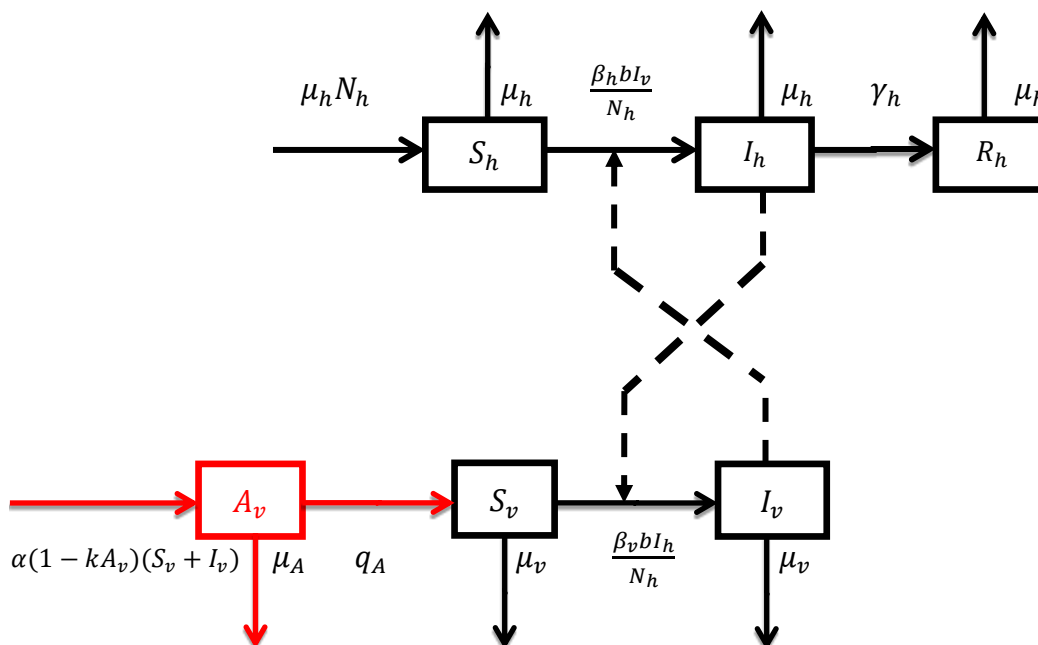 μ_h N_h
μ_h
β_h b I_v / N_h
μ_h
γ_h
μ_h
S_h
I_h
R_h
A_v
S_v
I_v
α(1 − kA_v)(S_v + I_v)
μ_A
q_A
μ_v
β_v b I_h / N_h
μ_v